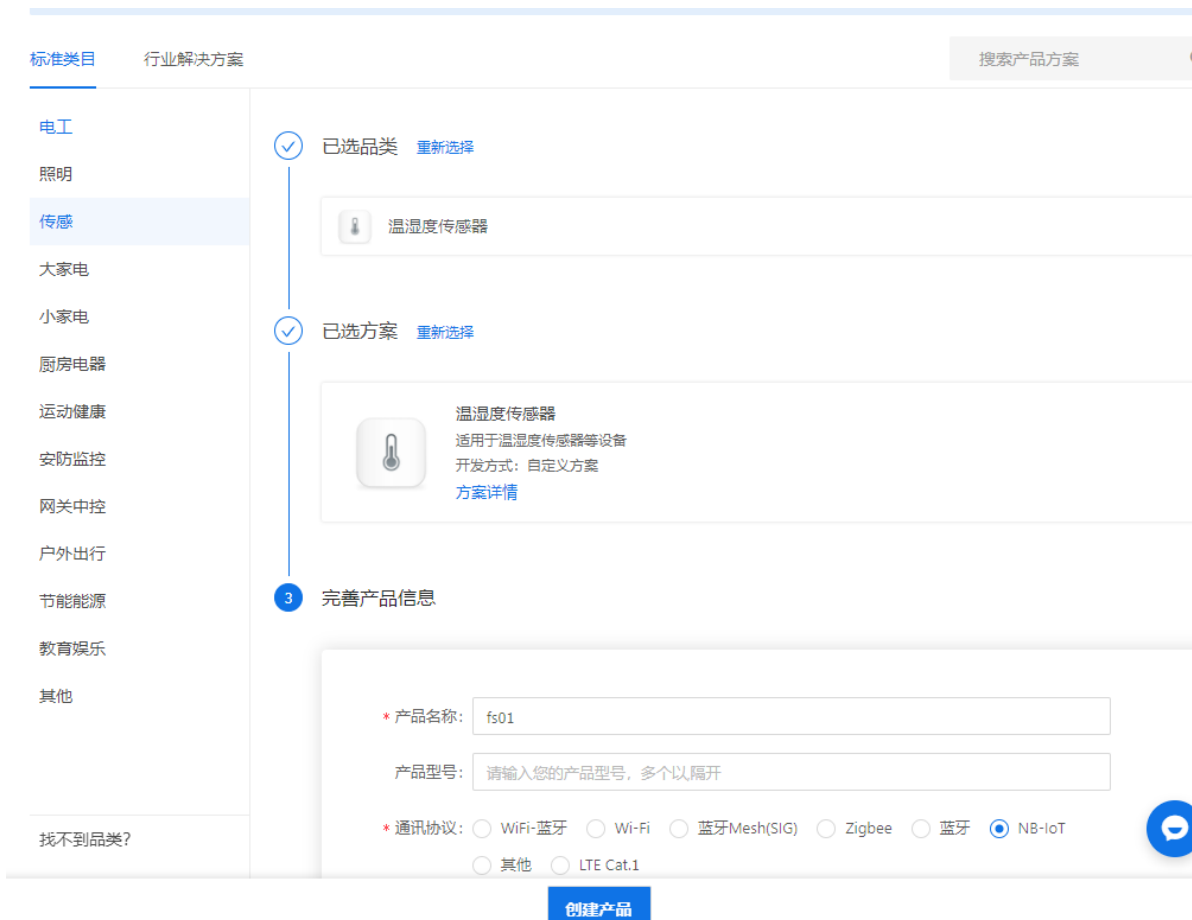 标准类目 行业解决方案 搜索产品方案
电工
照明
传感
大家电
小家电
厨房电器
运动健康
安防监控
网关中控
户外出行
节能能源
教育娱乐
其他
找不到品类?
已选品类 重新选择
温湿度传感器
已选方案 重新选择
温湿度传感器
适用于温湿度传感器等设备
开发方式：自定义方案
方案详情
3 完善产品信息
* 产品名称： fs01
产品型号： 请输入您的产品型号，多个以,隔开
* 通讯协议： WiFi-蓝牙 Wi-Fi 蓝牙Mesh(SIG) Zigbee 蓝牙 NB-IoT
其他 LTE Cat.1
创建产品